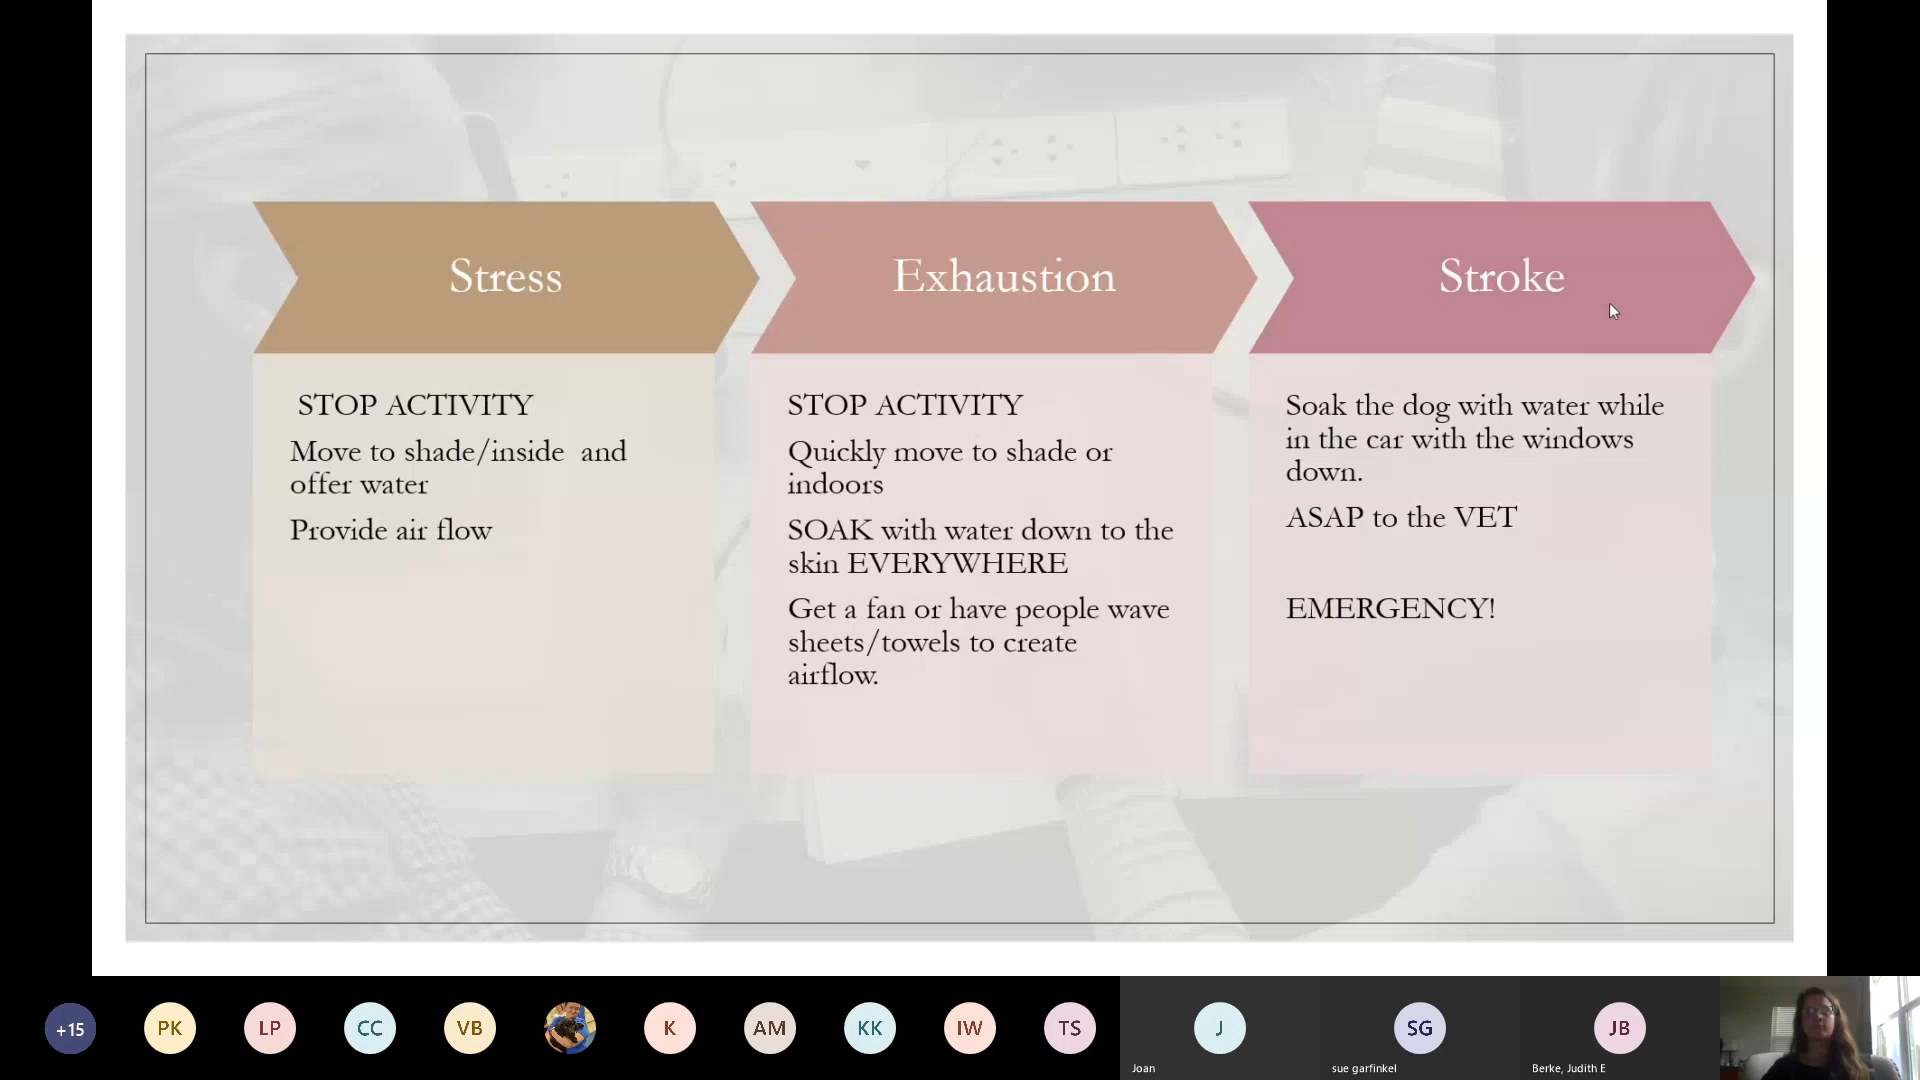 Stress
STOP ACTIVITY
Move to shade/inside  and
offer water
Provide air flow
Exhaustion
STOP ACTIVITY
Quickly move to shade or
indoors
SOAK with water down to the
skin EVERYWHERE
Get a fan or have people wave
sheets/towels to create
airflow.
Stroke
Soak the dog with water while
in the car with the windows
down.
ASAP to the VET
EMERGENCY!
+15
PK
LP
CC
VB
K
AM
KK
IW
TS
J
Joan
SG
sue garfinkel
JB
Berke, Judith E